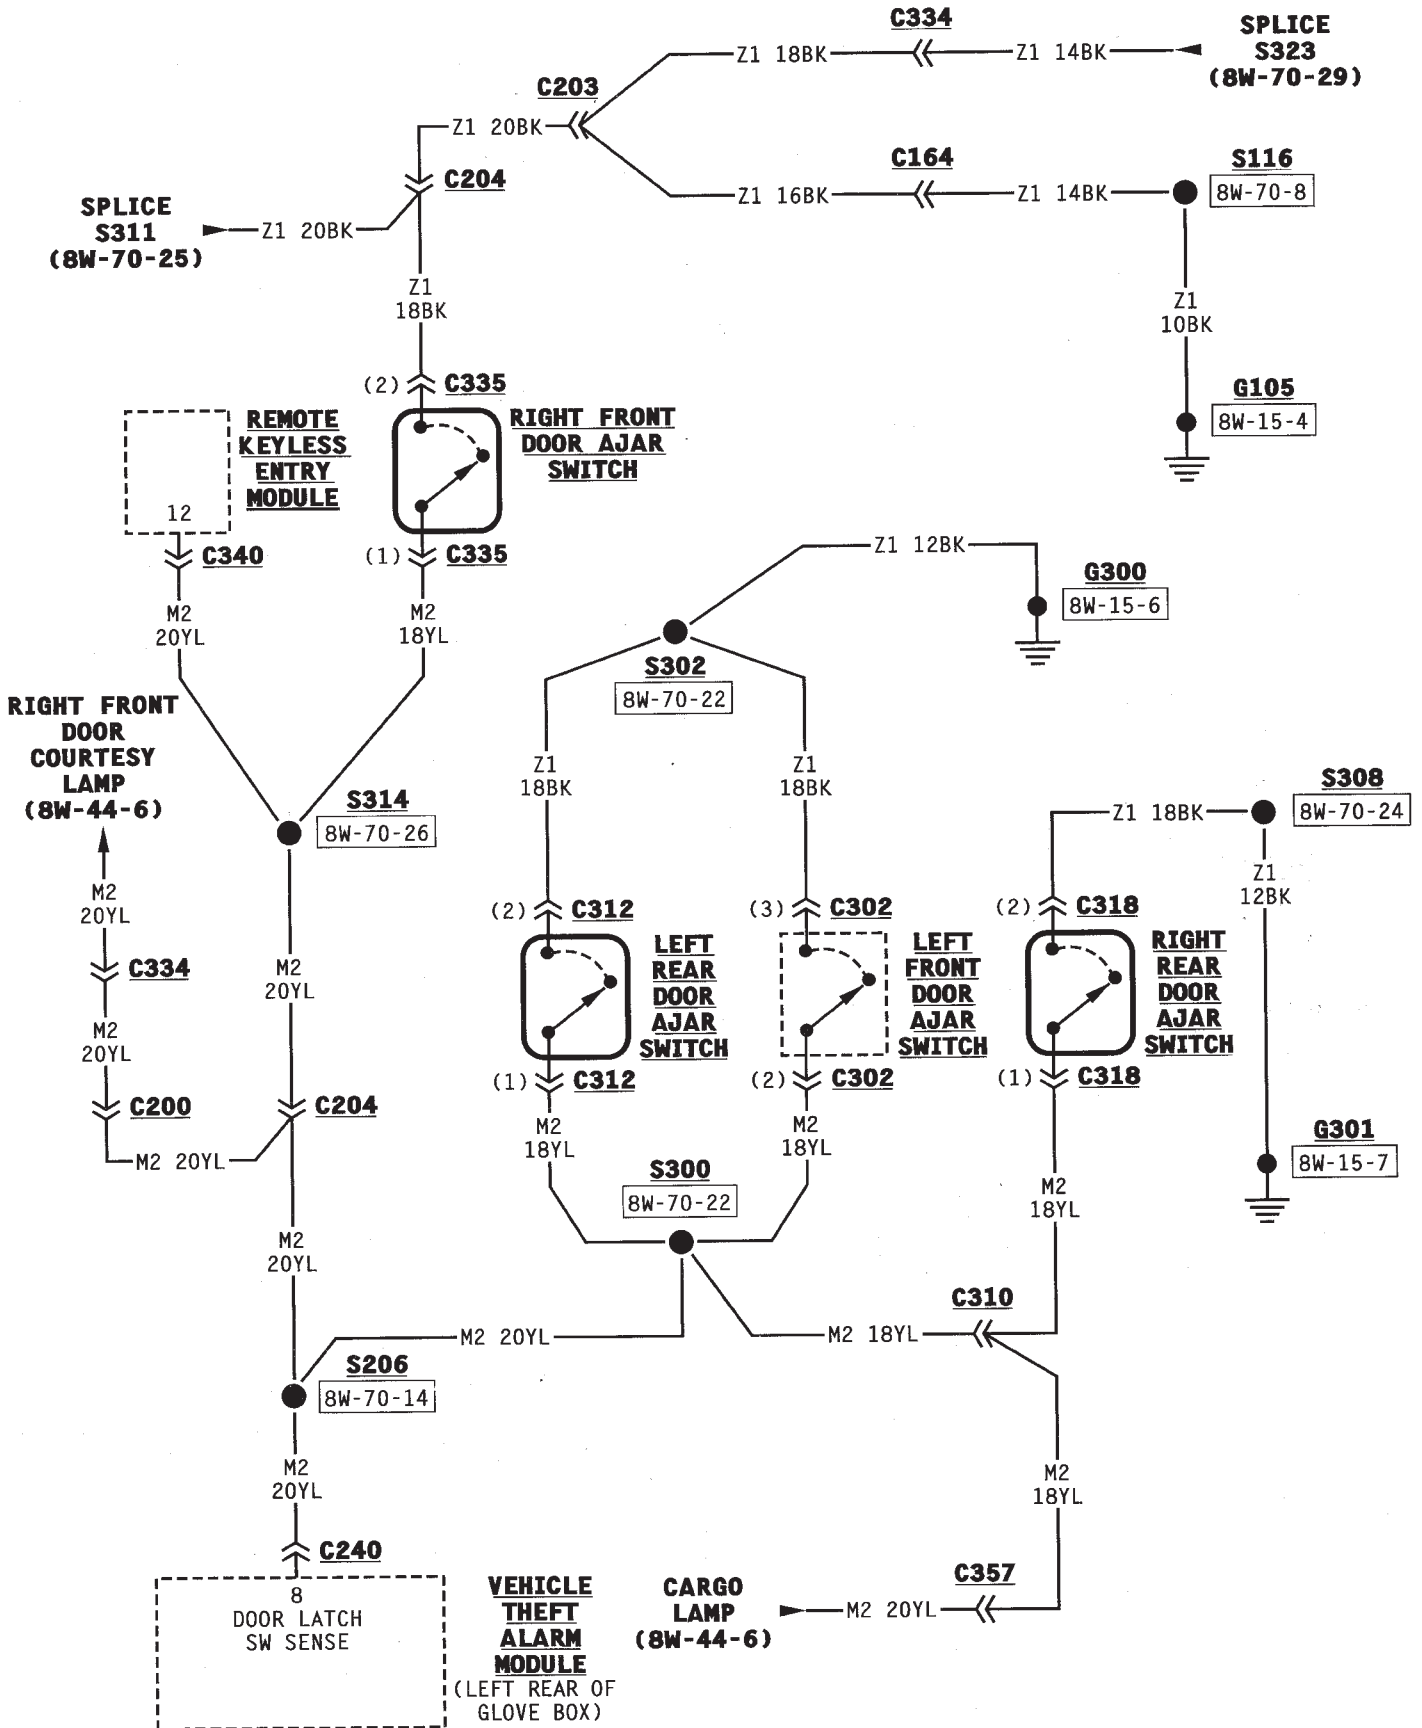 C334
SPLICE
S323
(8W-70-29)
Z1 18BK
Z1 14BK
C203
Z1 20BK
C164
S116
8W-70-8
Z1 16BK
Z1 14BK
C204
SPLICE
S311
(8W-70-25)
Z1 20BK
Z1
18BK
Z1
10BK
(2)
C335
G105
8W-15-4
REMOTE
KEYLESS
ENTRY
MODULE
RIGHT FRONT
DOOR AJAR
SWITCH
12
C340
(1)
C335
Z1 12BK
G300
8W-15-6
M2
20YL
M2
18YL
S302
8W-70-22
RIGHT FRONT
DOOR
COURTESY
LAMP
(8W-44-6)
Z1
18BK
Z1
18BK
S314
8W-70-26
S308
8W-70-24
Z1 18BK
Z1
12BK
M2
20YL
(2)
C312
(3)
C302
(2)
C318
LEFT
REAR
DOOR
AJAR
SWITCH
LEFT
FRONT
DOOR
AJAR
SWITCH
RIGHT
REAR
DOOR
AJAR
SWITCH
C334
M2
20YL
M2
20YL
(1)
C312
(2)
C302
(1)
C318
C200
C204
M2
18YL
M2
18YL
G301
8W-15-7
M2 20YL
S300
8W-70-22
M2
18YL
M2
20YL
C310
M2 20YL
M2 18YL
S206
8W-70-14
M2
20YL
M2
18YL
C240
8
DOOR LATCH
SW SENSE
VEHICLE
THEFT
ALARM
MODULE
(LEFT REAR OF
GLOVE BOX)
CARGO
LAMP
(8W-44-6)
M2 20YL
C357